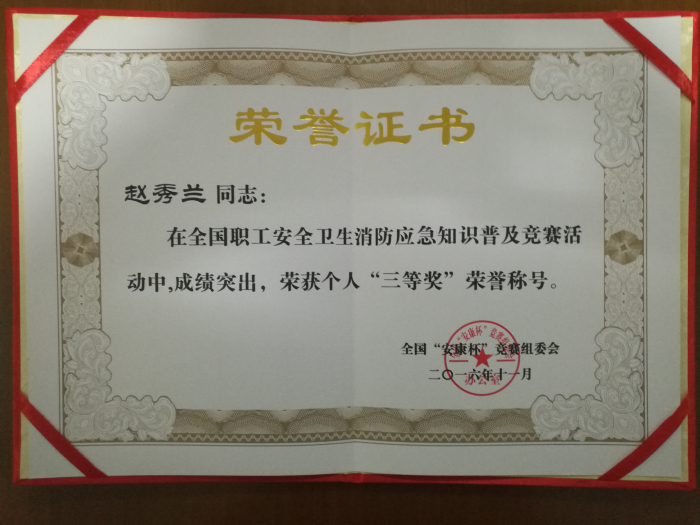 荣誉证书
赵秀兰 同志：
在全国职工安全卫生消防应急知识普及竞赛活
动中,成绩突出，荣获个人“三等奖”荣誉称号。
全国“安康杯”竞赛组委会
二〇一六年十一月
办公室